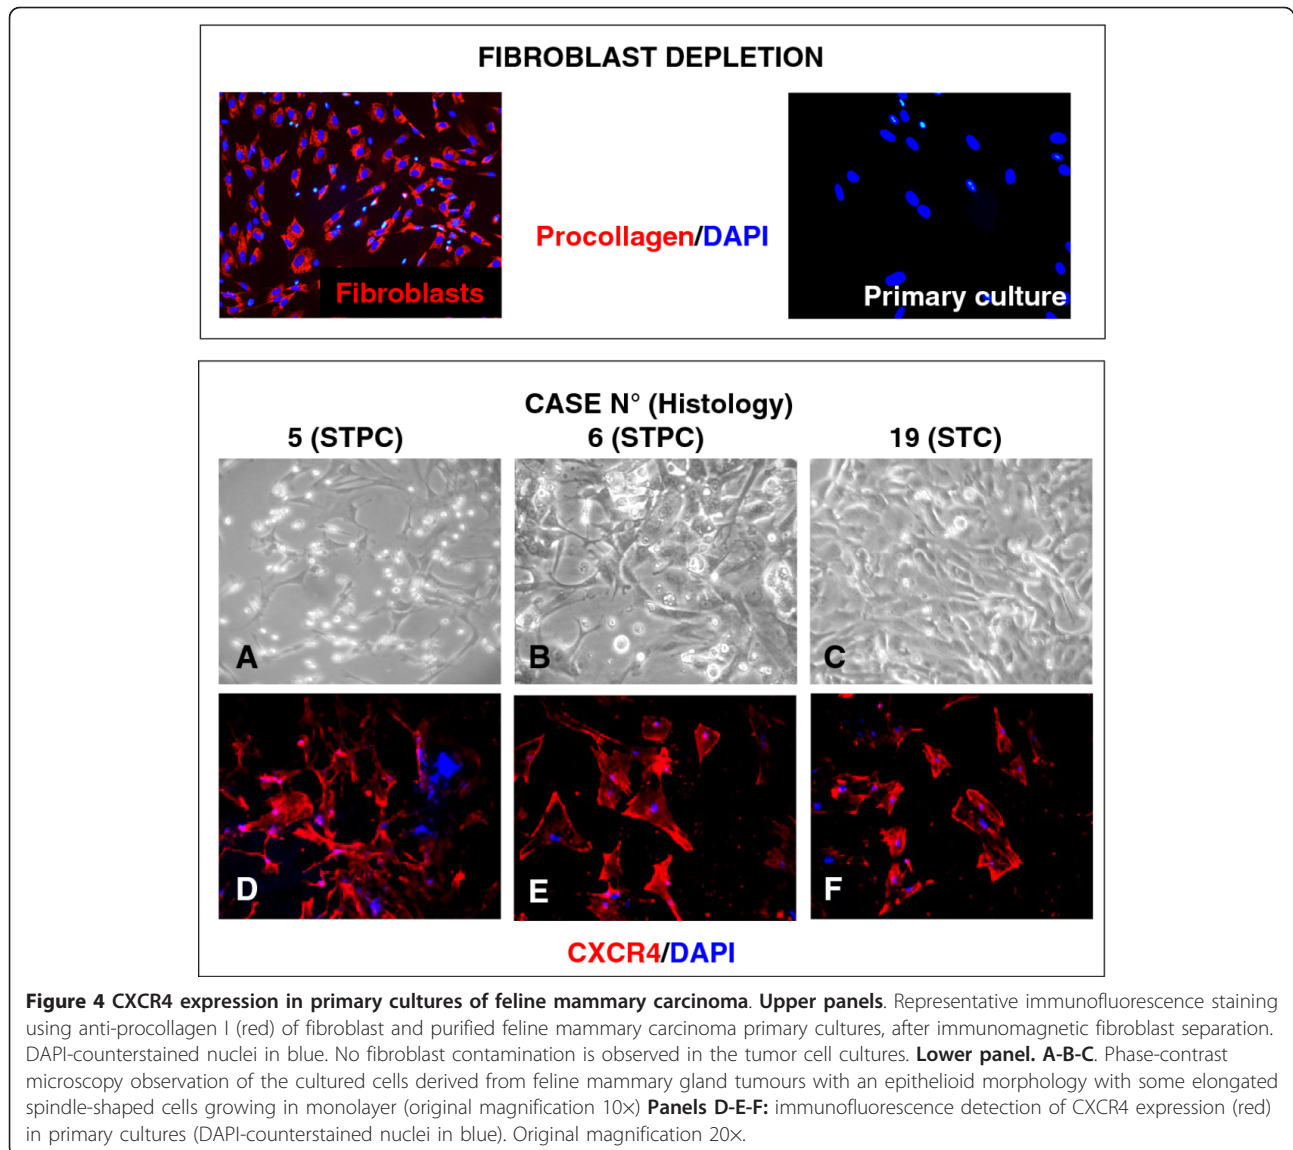 FIBROBLAST DEPLETION
Fibroblasts
Procollagen/DAPI
Primary culture
CASE N° (Histology)
5 (STPC)
6 (STPC)
19 (STC)
A
B
C
D
E
F
CXCR4/DAPI
Figure 4 CXCR4 expression in primary cultures of feline mammary carcinoma. Upper panels. Representative immunofluorescence staining
using anti-procollagen I (red) of fibroblast and purified feline mammary carcinoma primary cultures, after immunomagnetic fibroblast separation.
DAPI-counterstained nuclei in blue. No fibroblast contamination is observed in the tumor cell cultures. Lower panel. A-B-C. Phase-contrast
microscopy observation of the cultured cells derived from feline mammary gland tumours with an epithelioid morphology with some elongated
spindle-shaped cells growing in monolayer (original magnification 10×) Panels D-E-F: immunofluorescence detection of CXCR4 expression (red)
in primary cultures (DAPI-counterstained nuclei in blue). Original magnification 20×.